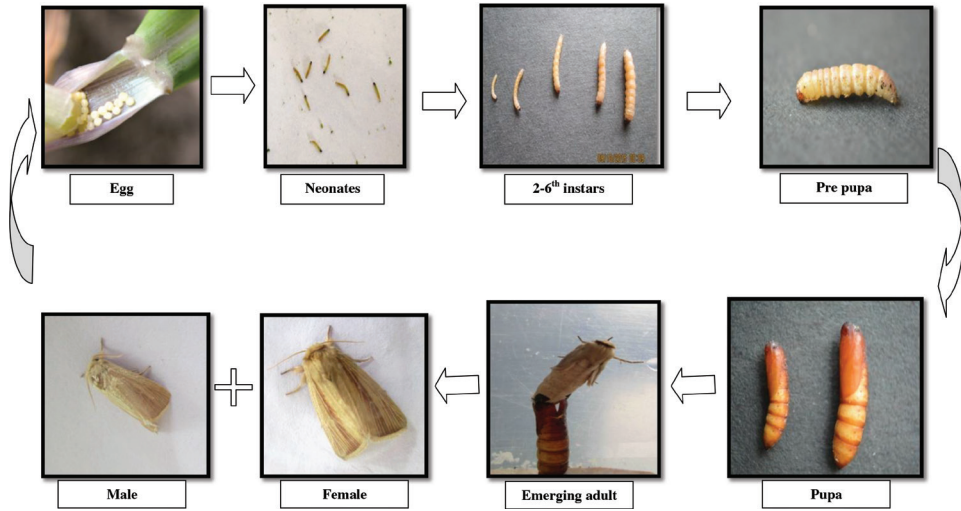 Egg
Neonates
2-6th instars
Pre pupa
Male
Female
Emerging adult
Pupa